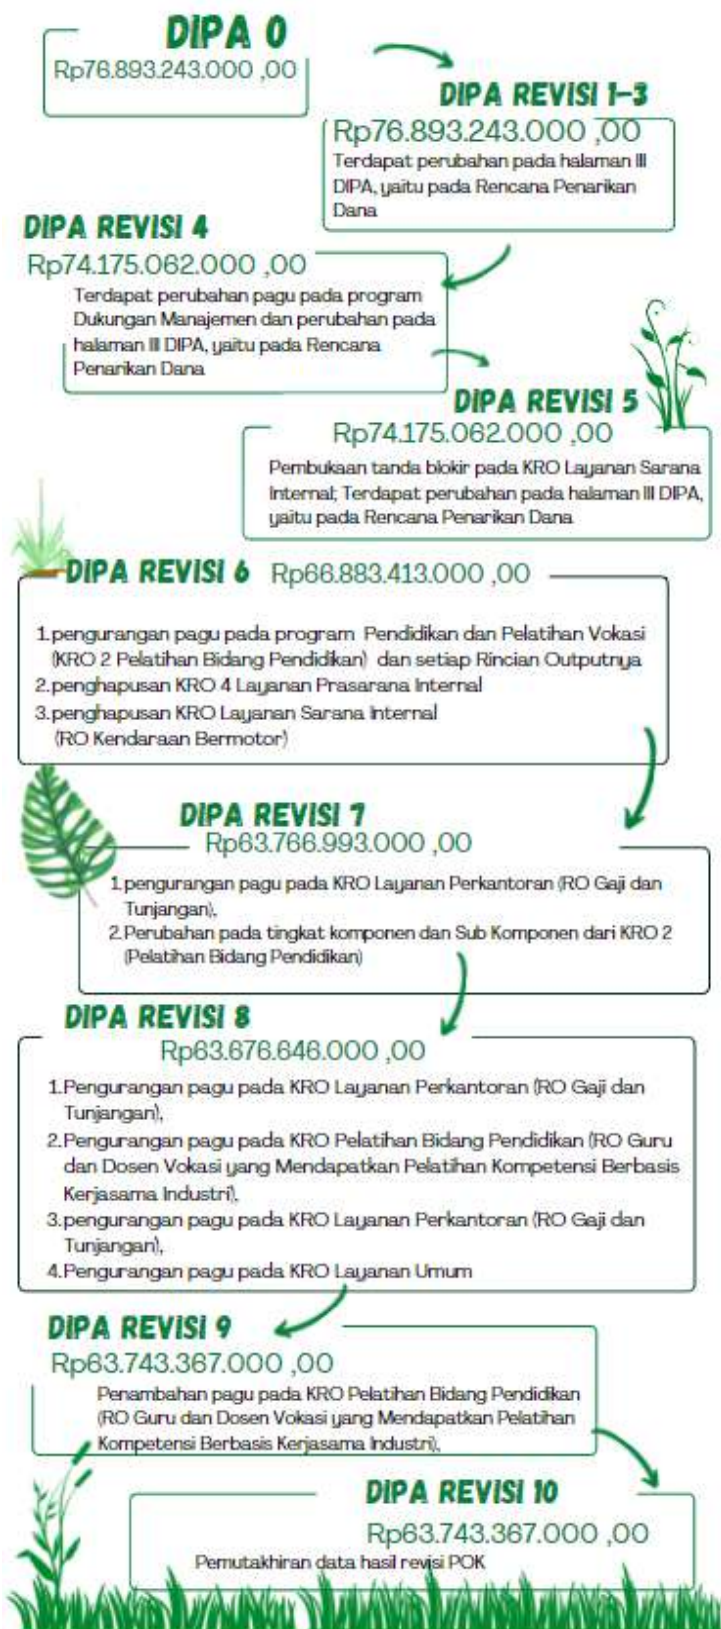 DIPA 0
Rp76.893.243.000 ,00
DIPA REVISI 1-3
Rp76.893.243.000 ,00
Terdapat perubahan pada halaman III
DIPA, yaitu pada Rencana Penarikan
Dana
DIPA REVISI 4
Rp74.175.062.000 ,00
Terdapat perubahan pagu pada program
Dukungan Manajemen dan perubahan pada
halaman III DIPA, yaitu pada Rencana
Penarikan Dana
DIPA REVISI 5
Rp74.175.062.000 ,00
Pembukaan tanda blokir pada KRO Layanan Sarana
Internal; Terdapat perubahan pada halaman III DIPA,
yaitu pada Rencana Penarikan Dana
DIPA REVISI 6 Rp66.883.413.000 ,00
1.pengurangan pagu pada program Pendidikan dan Pelatihan Vokasi
(KRO 2 Pelatihan Bidang Pendidikan) dan setiap Rincian Outputnya
2.penghapusan KRO 4 Layanan Prasarana Internal
3.penghapusan KRO Layanan Sarana Internal
(RO Kendaraan Bermotor)
DIPA REVISI 7
Rp63.766.993.000 ,00
1.pengurangan pagu pada KRO Layanan Perkantoran (RO Gaji dan
Tunjangan),
2.Perubahan pada tingkat komponen dan Sub Komponen dari KRO 2
(Pelatihan Bidang Pendidikan)
DIPA REVISI 8
Rp63.676.646.000 ,00
1.Pengurangan pagu pada KRO Layanan Perkantoran (RO Gaji dan
Tunjangan),
2.Pengurangan pagu pada KRO Pelatihan Bidang Pendidikan (RO Guru
dan Dosen Vokasi yang Mendapatkan Pelatihan Kompetensi Berbasis
Kerjasama Industri),
3.pengurangan pagu pada KRO Layanan Perkantoran (RO Gaji dan
Tunjangan),
4.Pengurangan pagu pada KRO Layanan Umum
DIPA REVISI 9
Rp63.743.367.000 ,00
Penambahan pagu pada KRO Pelatihan Bidang Pendidikan
(RO Guru dan Dosen Vokasi yang Mendapatkan Pelatihan
Kompetensi Berbasis Kerjasama Industri),
DIPA REVISI 10
Rp63.743.367.000 ,00
Pemutakhiran data hasil revisi POK